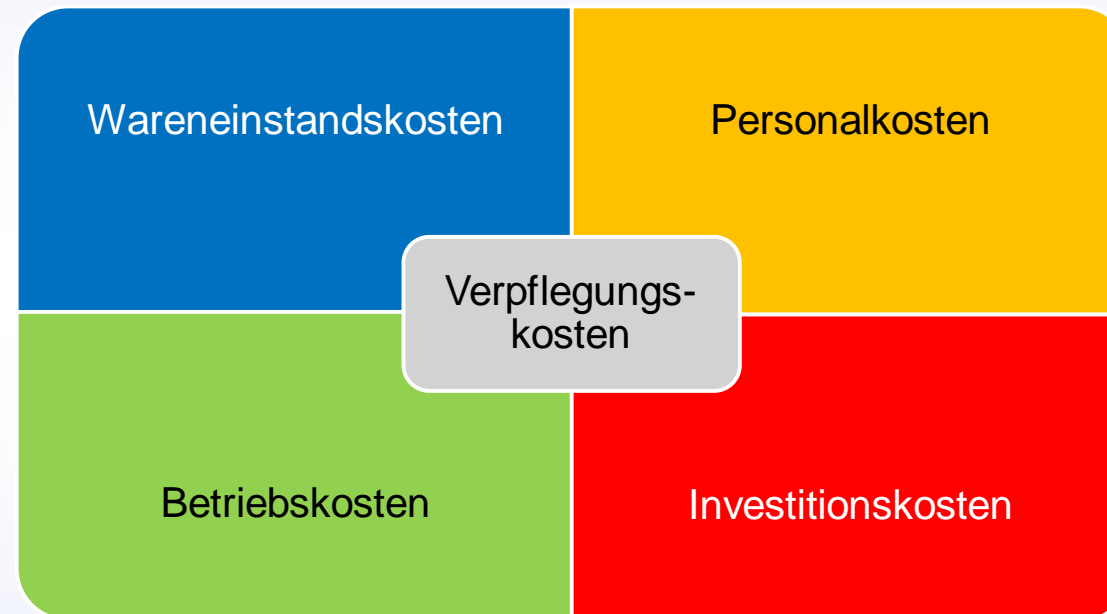 Wareneinstandskosten
Personalkosten
Verpflegungs-
kosten
Betriebskosten
Investitionskosten